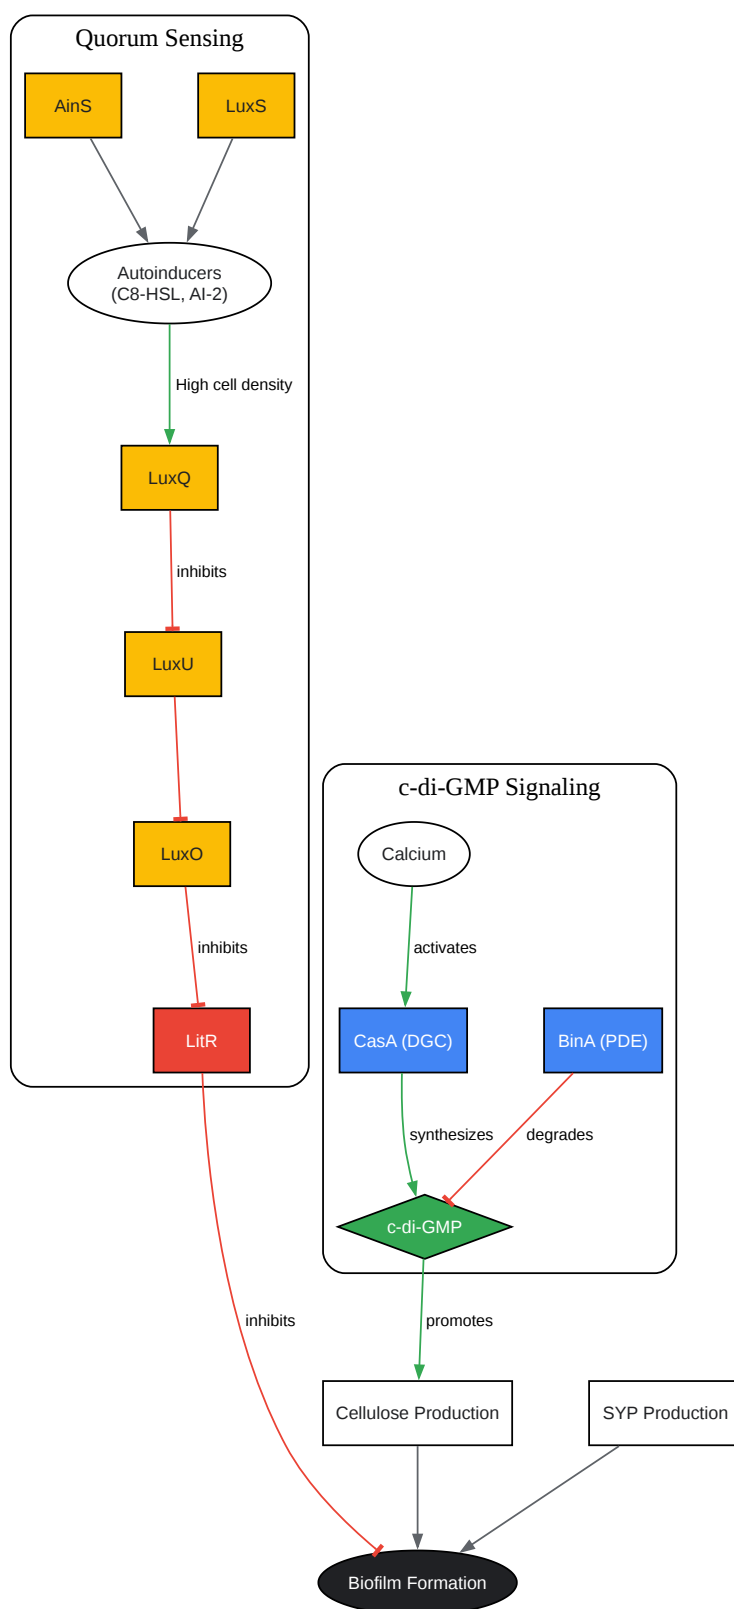 Quorum Sensing
AinS
LuxS
Autoinducers
(C8-HSL, AI-2)
High cell density
LuxQ
inhibits
LuxU
LuxO
inhibits
LitR
c-di-GMP Signaling
Calcium
activates
CasA (DGC)
BinA (PDE)
synthesizes
degrades
c-di-GMP
inhibits
promotes
Cellulose Production
SYP Production
Biofilm Formation